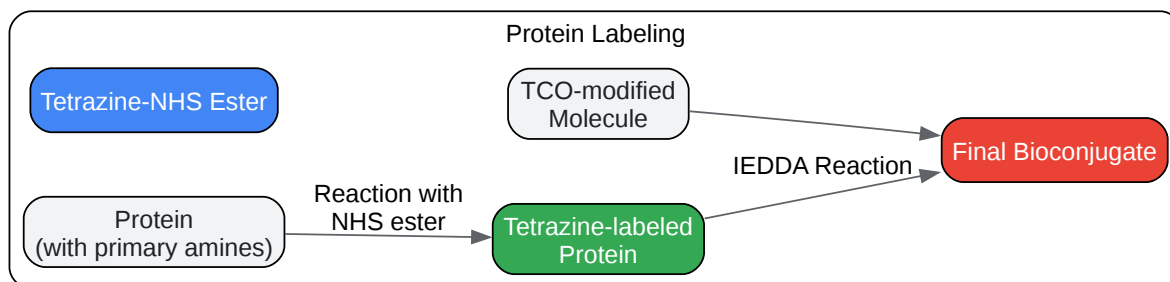 Protein Labeling
Tetrazine-NHS Ester
TCO-modified
Molecule
Final Bioconjugate
IEDDA Reaction
Reaction with
NHS ester
Protein
(with primary amines)
Tetrazine-labeled
Protein